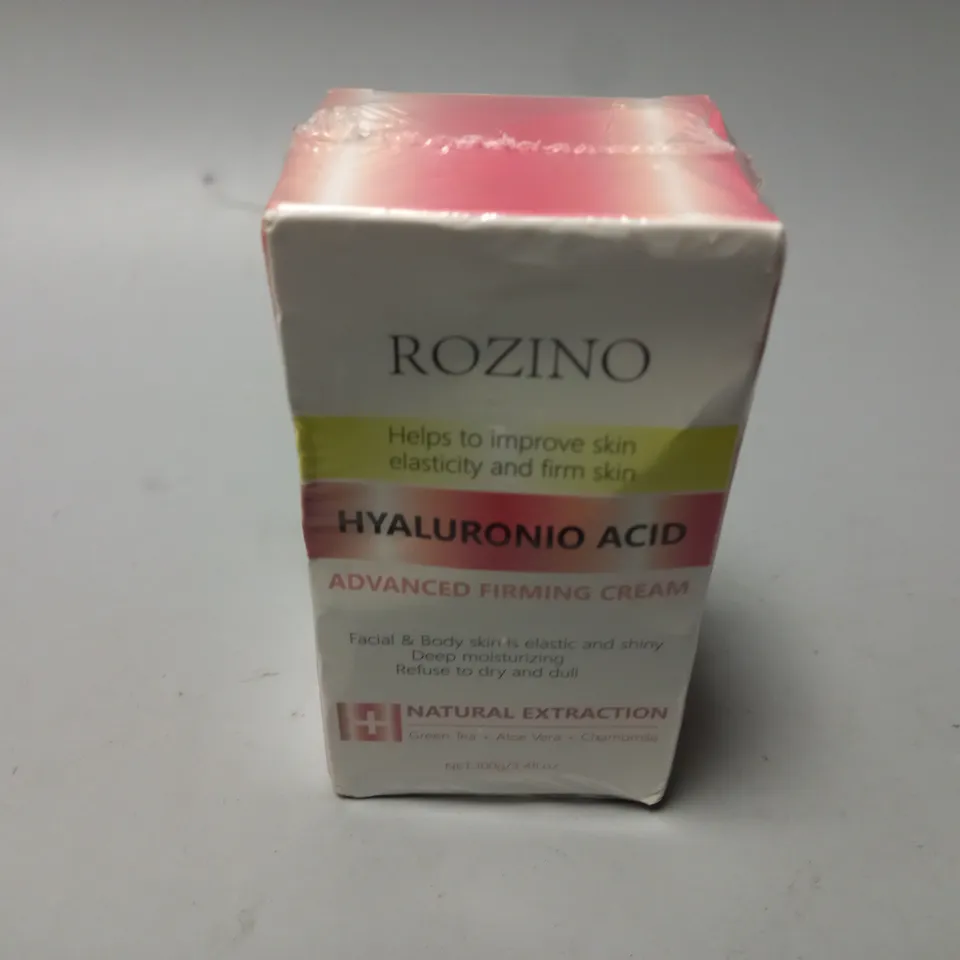 ROZINO
Helps to improve skin
elasticity and firm skin
HYALURONIO ACID
ADVANCED FIRMING CREAM
Facial & Body skin is elastic and shiny
Deep moisturizing
Refuse to dry and dull
NATURAL EXTRACTION
Green Tea • Aloe Vera • Chamomile
NET